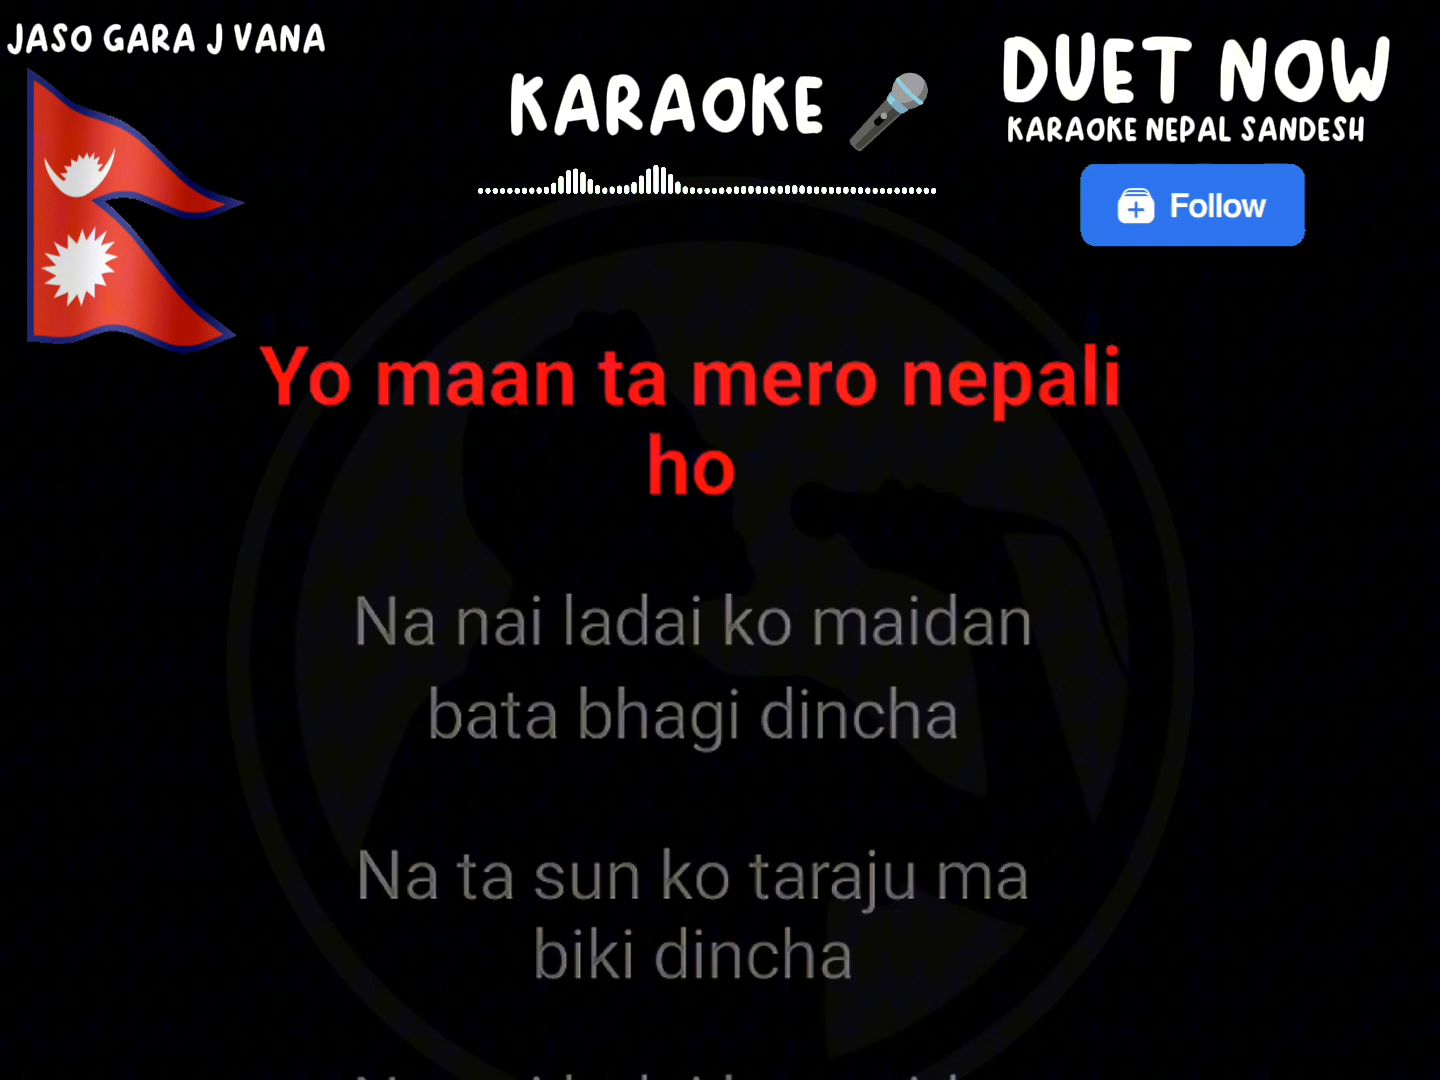 JASO GARA J VANA
KARAOKE
DUET NOW
KARAOKE NEPAL SANDESH
Follow
Yo maan ta mero nepali
ho
Na nai ladai ko maidan
bata bhagi dincha
Na ta sun ko taraju ma
biki dincha